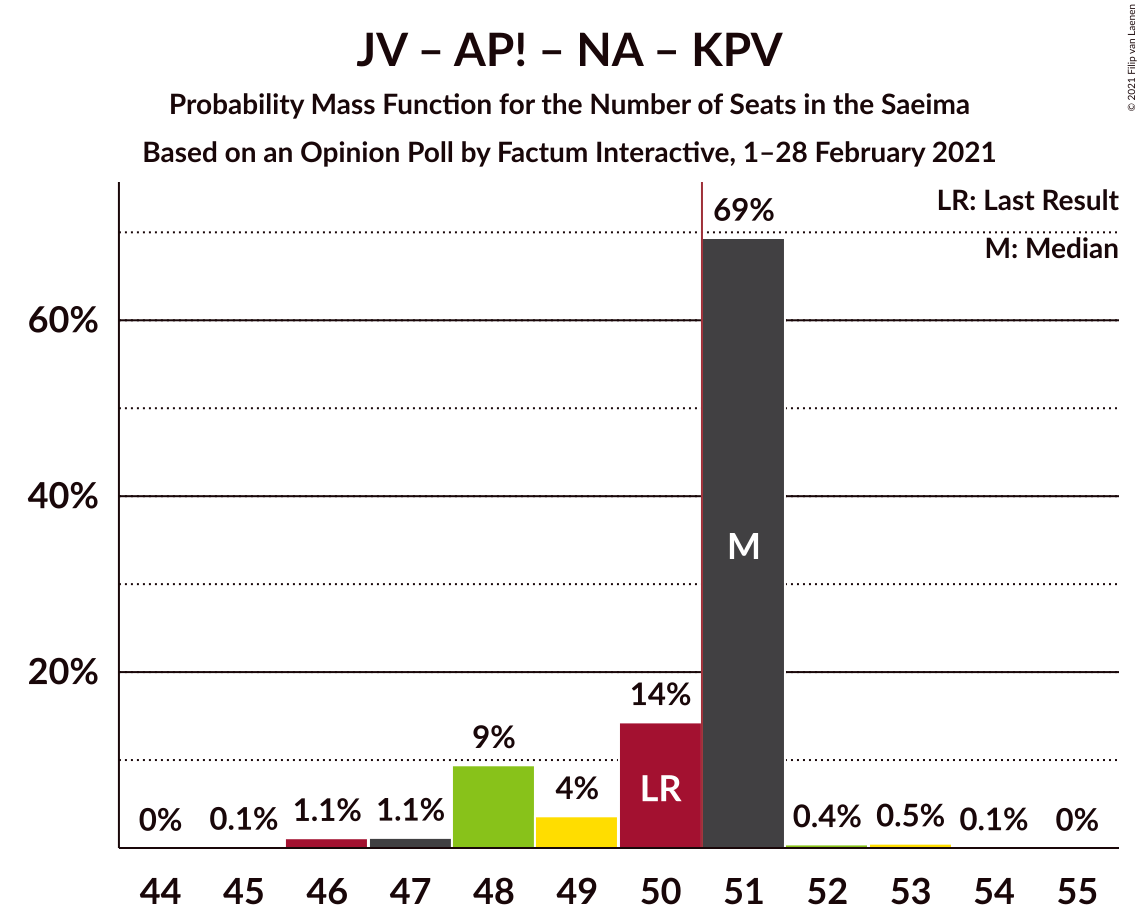 JV – AP! – NA – KPV
Probability Mass Function for the Number of Seats in the Saeima
Based on an Opinion Poll by Factum Interactive, 1–28 February 2021
© 2021 Filip van Laenen
LR: Last Result
M: Median
60%
40%
20%
0%
0.1%
1.1%
1.1%
9%
4%
14%
69%
0.4%
0.5%
0.1%
0%
LR
M
44 45 46 47 48 49 50 51 52 53 54 55